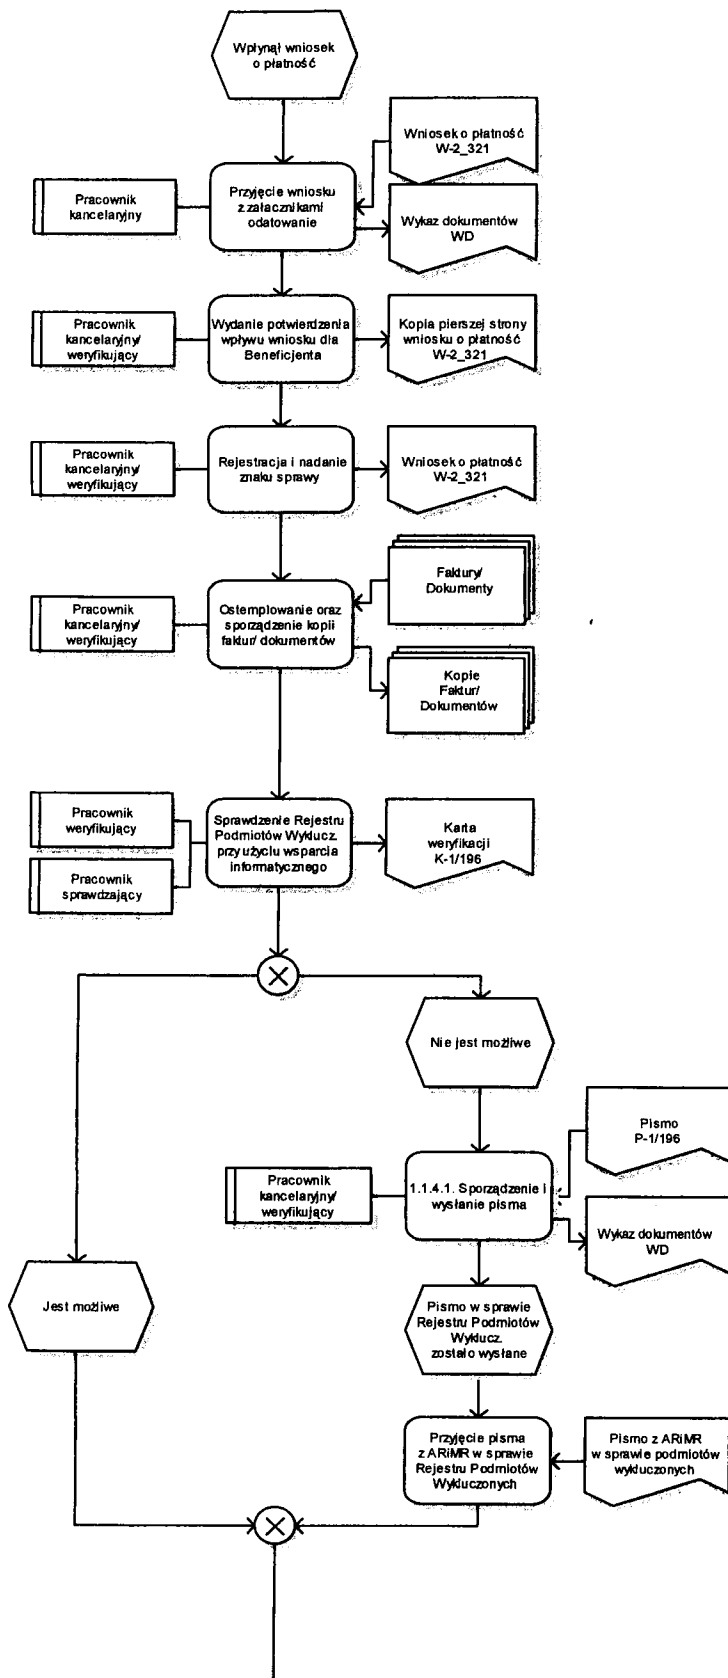 Wpłynął wniosek
o płatność
Wniosek o płatność
W-2_321
Pracownik
kancelaryjny
Przyjęcie wniosku
z załacznikami
odatowanie
Wykaz dokumentów
WD
Pracownik
kancelaryjny/
weryfikujący
Wydanie potwierdzenia
wpływu wniosku dla
Beneficjenta
Kopia pierszej strony
wniosku o płatność
W-2_321
Pracownik
kancelaryjny/
weryfikujący
Rejestracja i nadanie
znaku sprawy
Wniosek o płatność
W-2_321
Pracownik
kancelaryjny/
weryfikujący
Ostemplowanie oraz
sporządzenie kopii
faktur/ dokumentów
Faktury/
Dokumenty
Kopie
Faktur/
Dokumentów
Pracownik
weryfikujący
Pracownik
sprawdzający
Sprawdzenie Rejestru
Podmiotów Wyklucz.
przy użyciu wsparcia
informatycznego
Karta
weryfikacji
K-1/196
Nie jest możliwe
Pismo
P-1/196
Pracownik
kancelaryjny/
weryfikujący
1.1.4.1. Sporządzenie i
wysłanie pisma
Wykaz dokumentów
WD
Jest możliwe
Pismo w sprawie
Rejestru Podmiotów
Wyklucz.
zostało wysłane
Przyjęcie pisma
z ARiMR w sprawie
Rejestru Podmiotów
Wykluczonych
Pismo z ARiMR
w sprawie podmiotów
wykluczonych